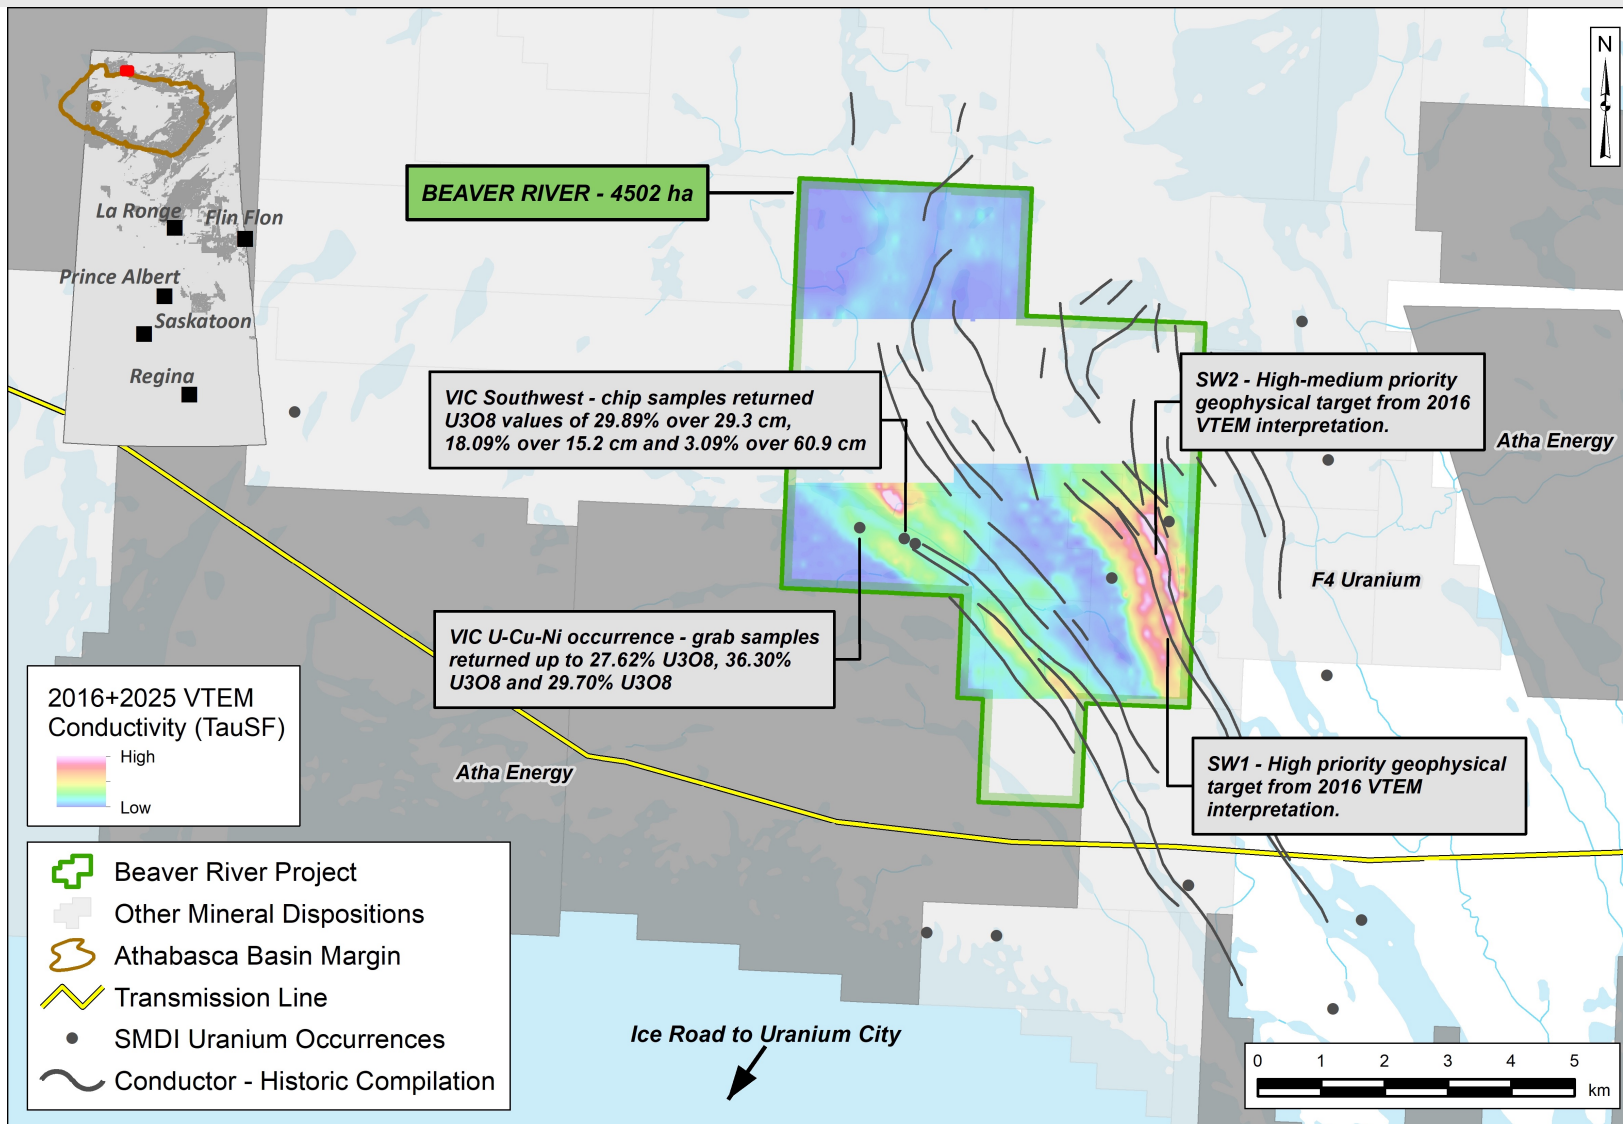 N
La Ronge
Flin Flon
Prince Albert
Saskatoon
Regina
BEAVER RIVER - 4502 ha
VIC Southwest - chip samples returned
U3O8 values of 29.89% over 29.3 cm,
18.09% over 15.2 cm and 3.09% over 60.9 cm
SW2 - High-medium priority
geophysical target from 2016
VTEM interpretation.
Atha Energy
F4 Uranium
VIC U-Cu-Ni occurrence - grab samples
returned up to 27.62% U3O8, 36.30%
U3O8 and 29.70% U3O8
SW1 - High priority geophysical
target from 2016 VTEM
interpretation.
Atha Energy
2016+2025 VTEM
Conductivity (TauSF)
High
Low
Beaver River Project
Other Mineral Dispositions
Athabasca Basin Margin
Transmission Line
SMDI Uranium Occurrences
Conductor - Historic Compilation
Ice Road to Uranium City
0 1 2 3 4 5
km